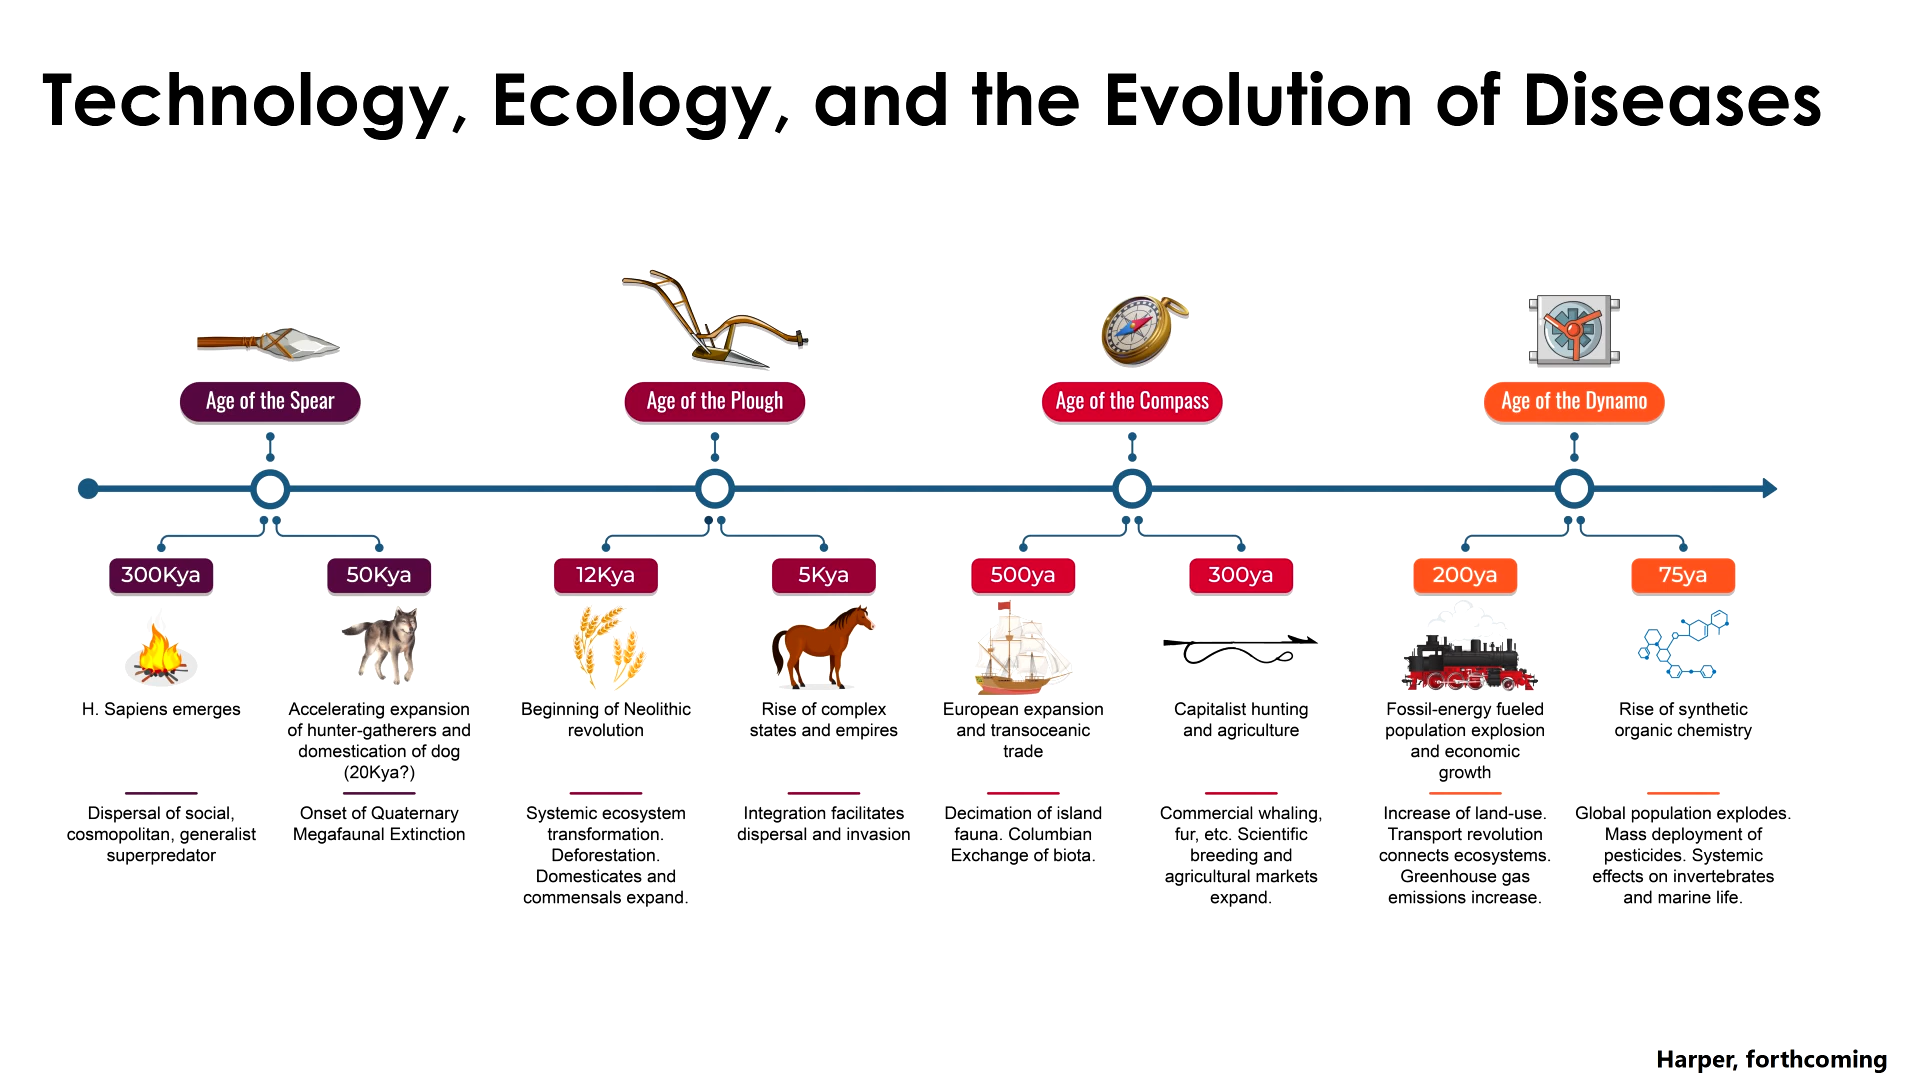 Technology, Ecology, and the Evolution of Diseases
Age of the Spear
Age of the Plough
Age of the Compass
Age of the Dynamo
300Kya
H. Sapiens emerges
Dispersal of social,
cosmopolitan, generalist
superpredator
50Kya
Accelerating expansion
of hunter-gatherers and
domestication of dog
(20Kya?)
Onset of Quaternary
Megafaunal Extinction
12Kya
Beginning of Neolithic
revolution
Systemic ecosystem
transformation.
Deforestation.
Domesticates and
commensals expand.
5Kya
Rise of complex
states and empires
Integration facilitates
dispersal and invasion
500ya
European expansion
and transoceanic
trade
Decimation of island
fauna. Columbian
Exchange of biota.
300ya
Capitalist hunting
and agriculture
Commercial whaling,
fur, etc. Scientific
breeding and
agricultural markets
expand.
200ya
Fossil-energy fueled
population explosion
and economic
growth
Increase of land-use.
Transport revolution
connects ecosystems.
Greenhouse gas
emissions increase.
75ya
Rise of synthetic
organic chemistry
Global population explodes.
Mass deployment of
pesticides. Systemic
effects on invertebrates
and marine life.
Harper, forthcoming